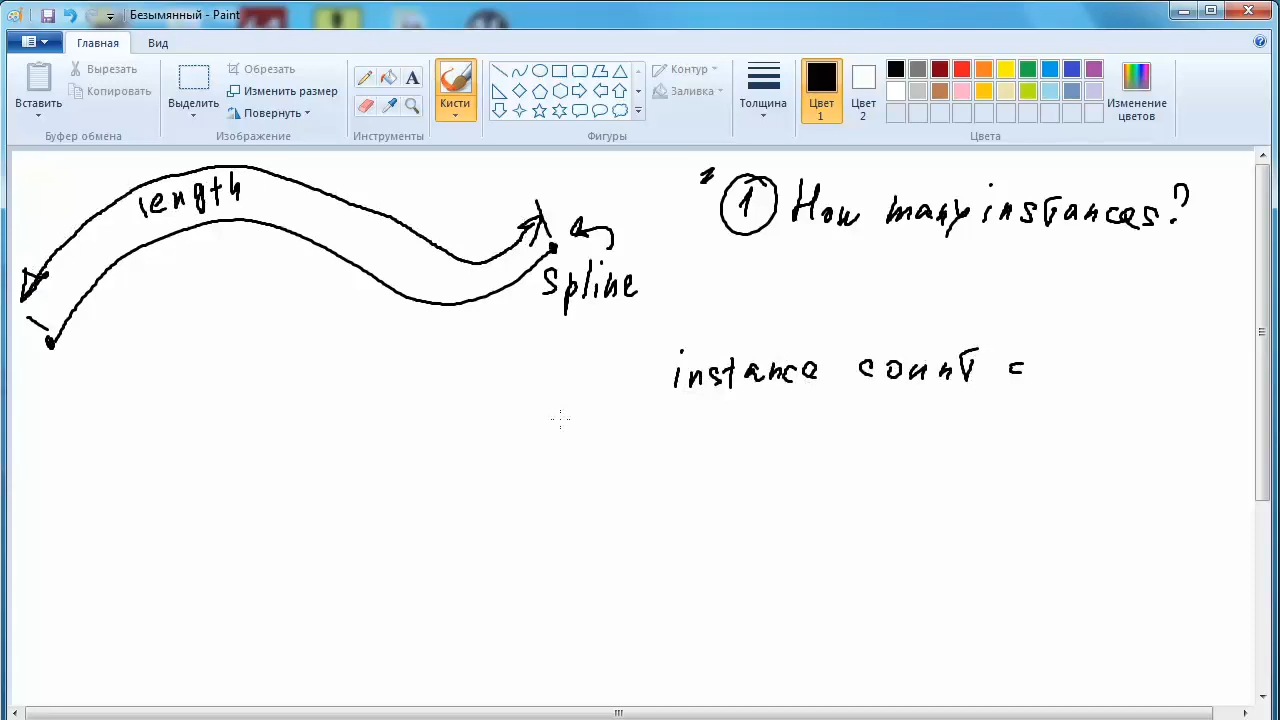 Безымянный - Paint
Главная Вид
Вставить
Вырезать
Копировать
Буфер обмена
Выделить
Обрезать
Изменить размер
Повернуть
Изображение
Инструменты
Кисти
Контур
Заливка
Фигуры
Толщина
Цвет 1
Цвет 2
Изменение цветов
Цвета
length
Spline
1 How many instances?
instance count =